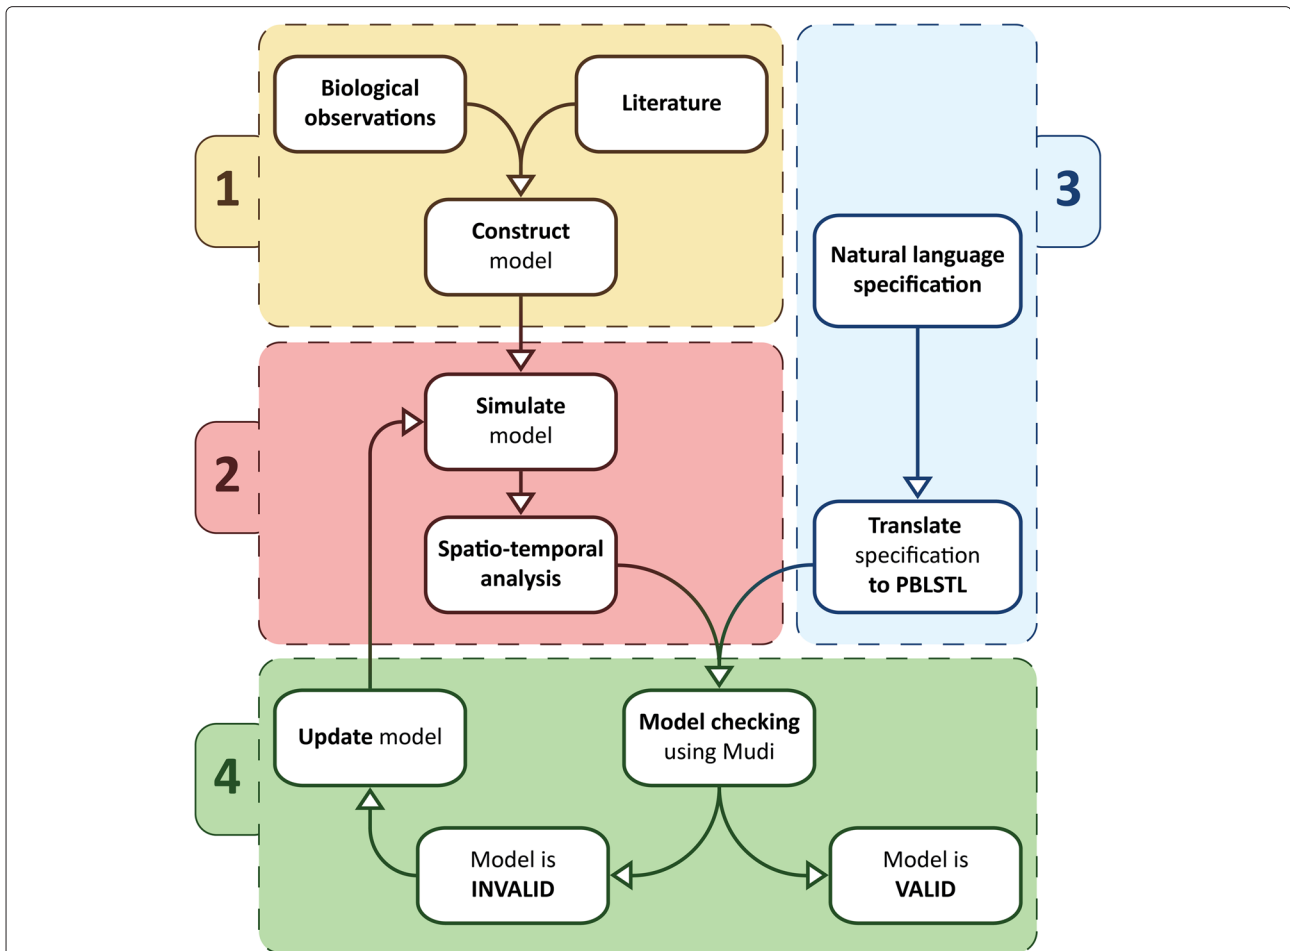 1
Biological
observations
Literature
Construct
model
2
Simulate
model
Spatio-temporal
analysis
3
Natural language
specification
Translate
specification
to PBLSTL
4
Update model
Model checking
using Mudi
Model is
INVALID
Model is
VALID